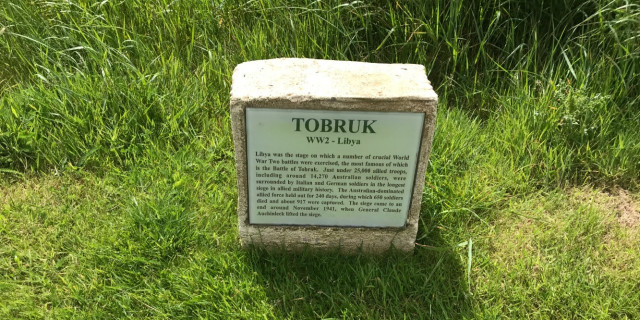 TOBRUK
WW2 - Libya
Libya was the stage on which a number of crucial World
War Two battles were exercised, the most famous of which
is the Battle of Tobruk. Just under 25,000 allied troops,
including around 14,270 Australian soldiers, were
surrounded by Italian and German soldiers in the longest
siege in allied military history. The Australian-dominated
allied force held out for 240 days, during which 650 soldiers
died and about 917 were captured. The siege came to an
end around November 1941, when General Claude
Auchinleck lifted the siege.